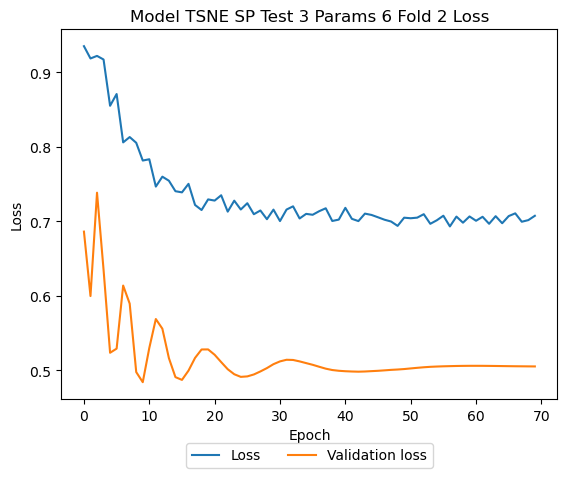 Model TSNE SP Test 3 Params 6 Fold 2 Loss
0.9
0.8
0.7
0.6
0.5
Loss
0 10 20 30 40 50 60 70
Epoch
Loss Validation loss